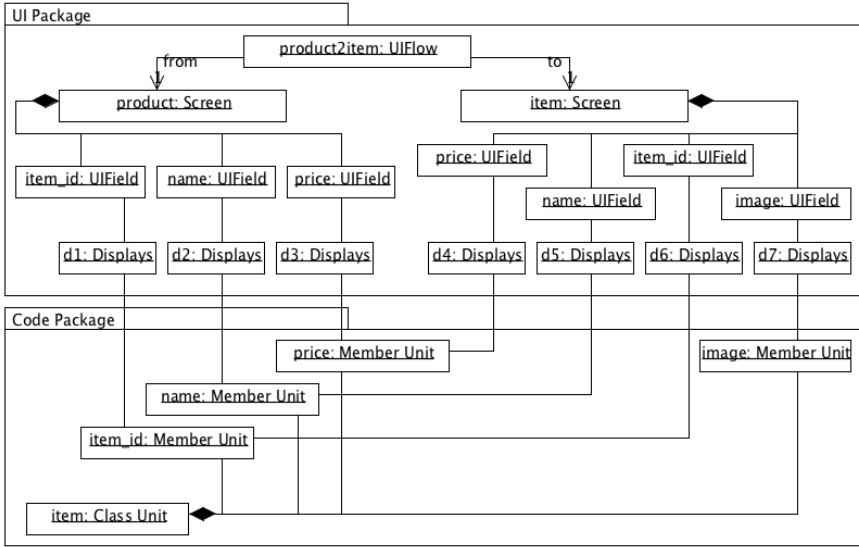 UI Package
product2item: UIFlow
from
to
1
1
product: Screen
item: Screen
price: UIField
item_id: UIField
item_id: UIField
name: UIField
price: UIField
name: UIField
image: UIField
d1: Displays
d2: Displays
d3: Displays
d4: Displays
d5: Displays
d6: Displays
d7: Displays
Code Package
price: Member Unit
image: Member Unit
name: Member Unit
item_id: Member Unit
item: Class Unit